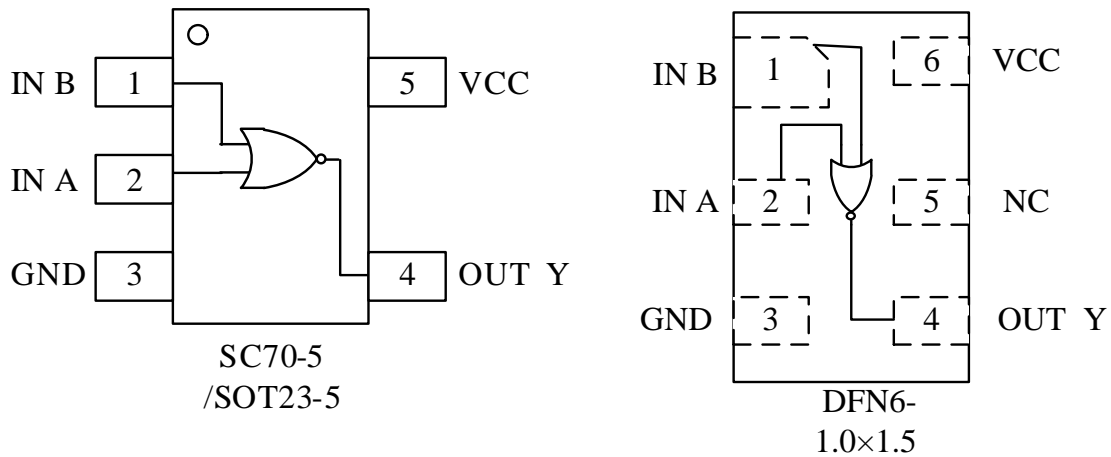 IN B 1 5 VCC
IN A 2
GND 3 4 OUT Y
SC70-5
/SOT23-5
IN B 1 6 VCC
IN A 2 5 NC
GND 3 4 OUT Y
DFN6-
1.0×1.5